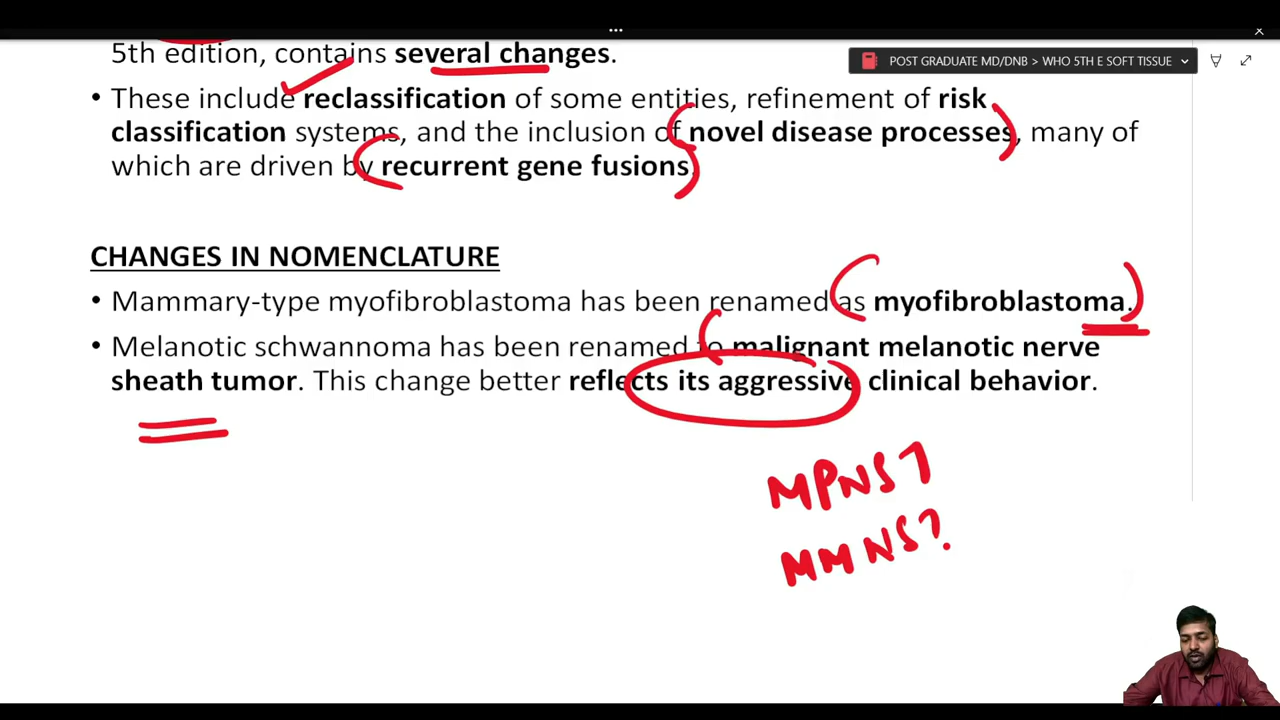 ...
×
5th edition, contains several changes.
POST GRADUATE MD/DNB > WHO 5TH E SOFT TISSUE
• These include reclassification of some entities, refinement of risk
classification systems, and the inclusion of novel disease processes, many of
which are driven by recurrent gene fusions.
CHANGES IN NOMENCLATURE
• Mammary-type myofibroblastoma has been renamed as myofibroblastoma.
• Melanotic schwannoma has been renamed to malignant melanotic nerve
sheath tumor. This change better reflects its aggressive clinical behavior.
MPNST
MMNS?